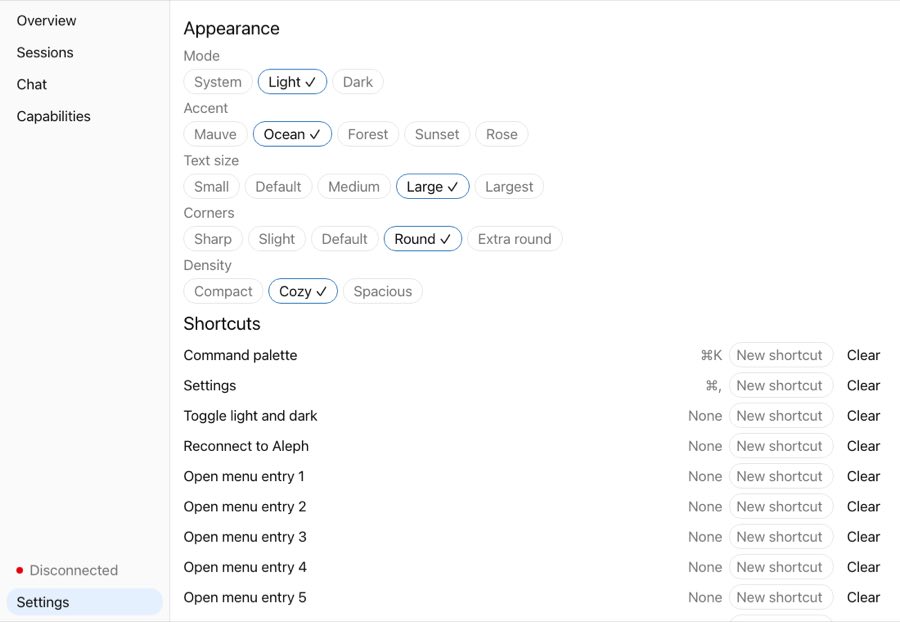 Overview
Sessions
Chat
Capabilities
Disconnected
Settings
Appearance
Mode
System Light ✓ Dark
Accent
Mauve Ocean ✓ Forest Sunset Rose
Text size
Small Default Medium Large ✓ Largest
Corners
Sharp Slight Default Round ✓ Extra round
Density
Compact Cozy ✓ Spacious
Shortcuts
Command palette ⌘K New shortcut Clear
Settings ⌘, New shortcut Clear
Toggle light and dark None New shortcut Clear
Reconnect to Aleph None New shortcut Clear
Open menu entry 1 None New shortcut Clear
Open menu entry 2 None New shortcut Clear
Open menu entry 3 None New shortcut Clear
Open menu entry 4 None New shortcut Clear
Open menu entry 5 None New shortcut Clear